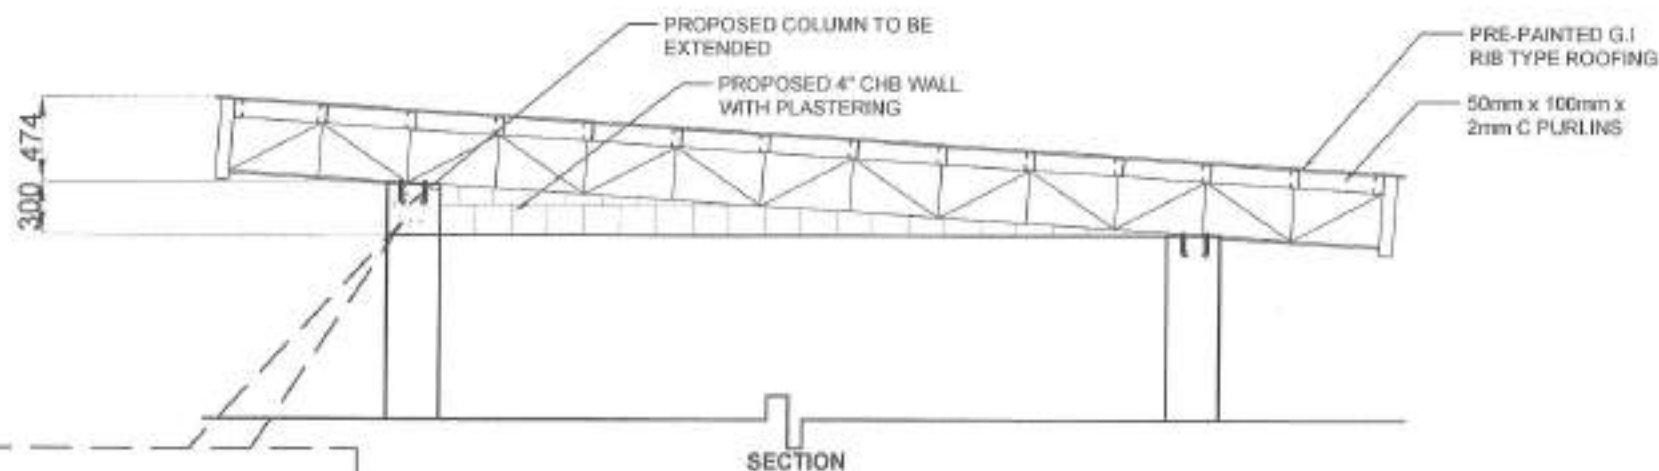 PROPOSED COLUMN TO BE
EXTENDED
PROPOSED 4" CHB WALL
WITH PLASTERING
PRE-PAINTED G.I
RIB TYPE ROOFING
50mm x 100mm x
2mm C PURLINS
474
300
SECTION